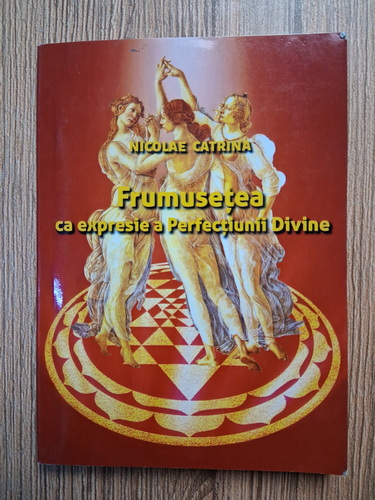 NICOLAE CATRINA
Frumusețea
ca expresie a Perfecțiunii Divine